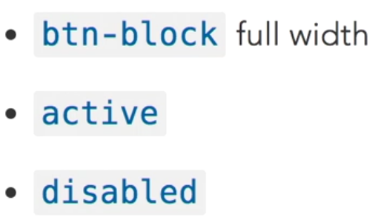 btn-block full width
active
disabled